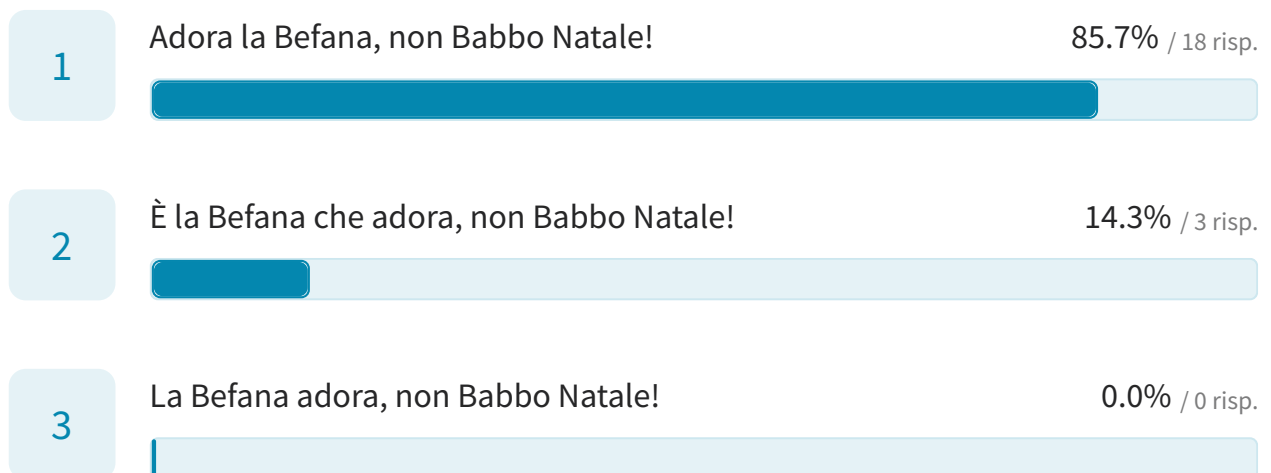 1
Adora la Befana, non Babbo Natale!
85.7% / 18 risp.
2
È la Befana che adora, non Babbo Natale!
14.3% / 3 risp.
3
La Befana adora, non Babbo Natale!
0.0% / 0 risp.